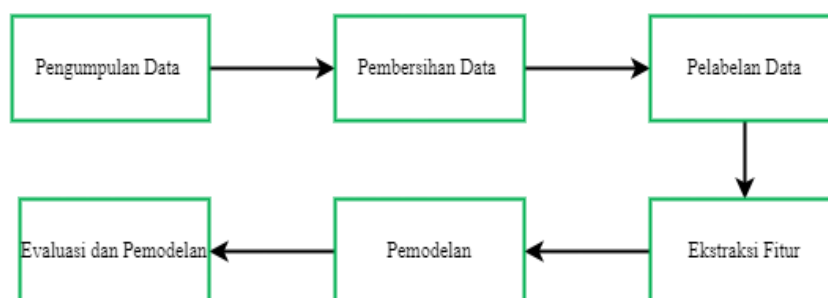 Pengumpulan Data
Pembersihan Data
Pelabelan Data
Ekstraksi Fitur
Pemodelan
Evaluasi dan Pemodelan